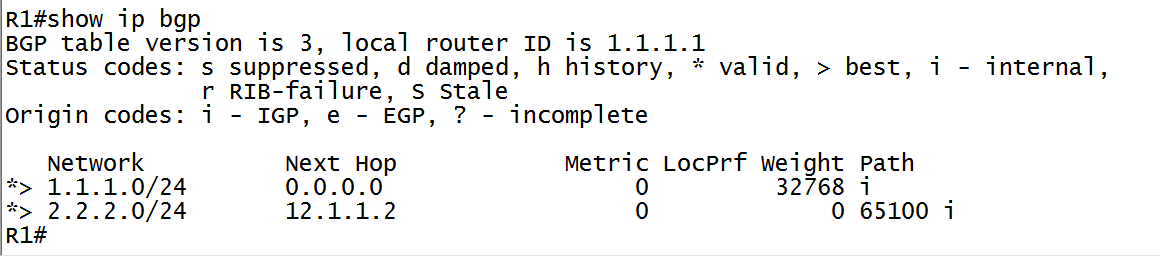 R1#show ip bgp
BGP table version is 3, local router ID is 1.1.1.1
Status codes: s suppressed, d damped, h history, * valid, > best, i - internal,
              r RIB-failure, S Stale
Origin codes: i - IGP, e - EGP, ? - incomplete

   Network          Next Hop            Metric LocPrf Weight Path
*> 1.1.1.0/24       0.0.0.0                  0         32768 i
*> 2.2.2.0/24       12.1.1.2                 0             0 65100 i
R1#